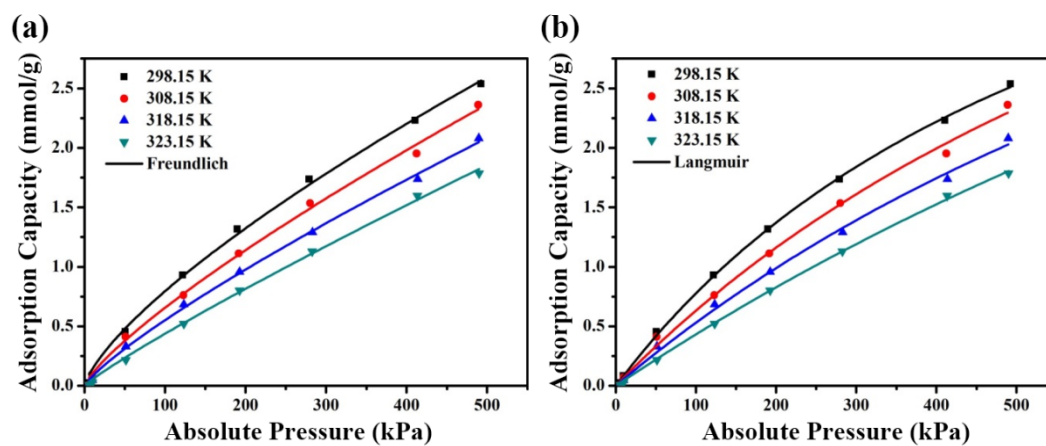 (a)
Adsorption Capacity (mmol/g)
2.5
2.0
1.5
1.0
0.5
0.0
298.15 K
308.15 K
318.15 K
323.15 K
Freundlich
0 100 200 300 400 500
Absolute Pressure (kPa)
(b)
Adsorption Capacity (mmol/g)
2.5
2.0
1.5
1.0
0.5
0.0
298.15 K
308.15 K
318.15 K
323.15 K
Langmuir
0 100 200 300 400 500
Absolute Pressure (kPa)